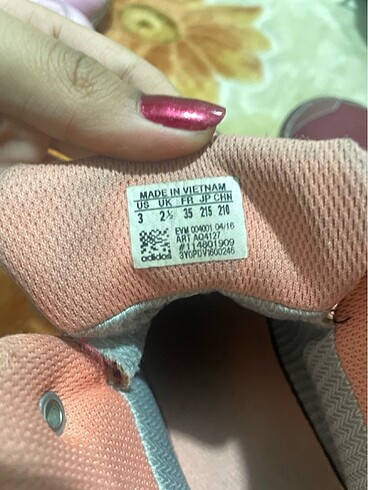 MADE IN VIETNAM
US UK FR JP CHN
3 2½ 35 215 210
EVM 004001 04/16
ART AQ4127
#114801909
adidas 3Y0PDV1800246